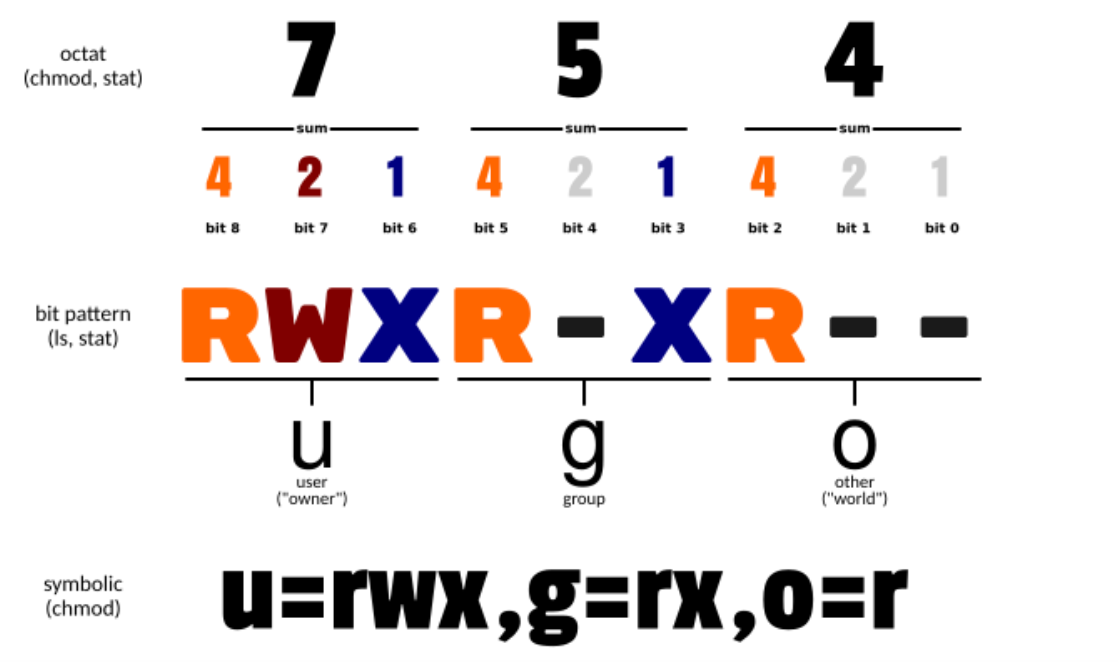 octat
(chmod, stat)
7 5 4
sum sum sum
4 2 1 4 2 1 4 2 1
bit 8 bit 7 bit 6 bit 5 bit 4 bit 3 bit 2 bit 1 bit 0
bit pattern
(ls, stat)
RWXR-XR--
u g o
user group other
("owner") ("world")
symbolic
(chmod)
u=rwx,g=rx,o=r